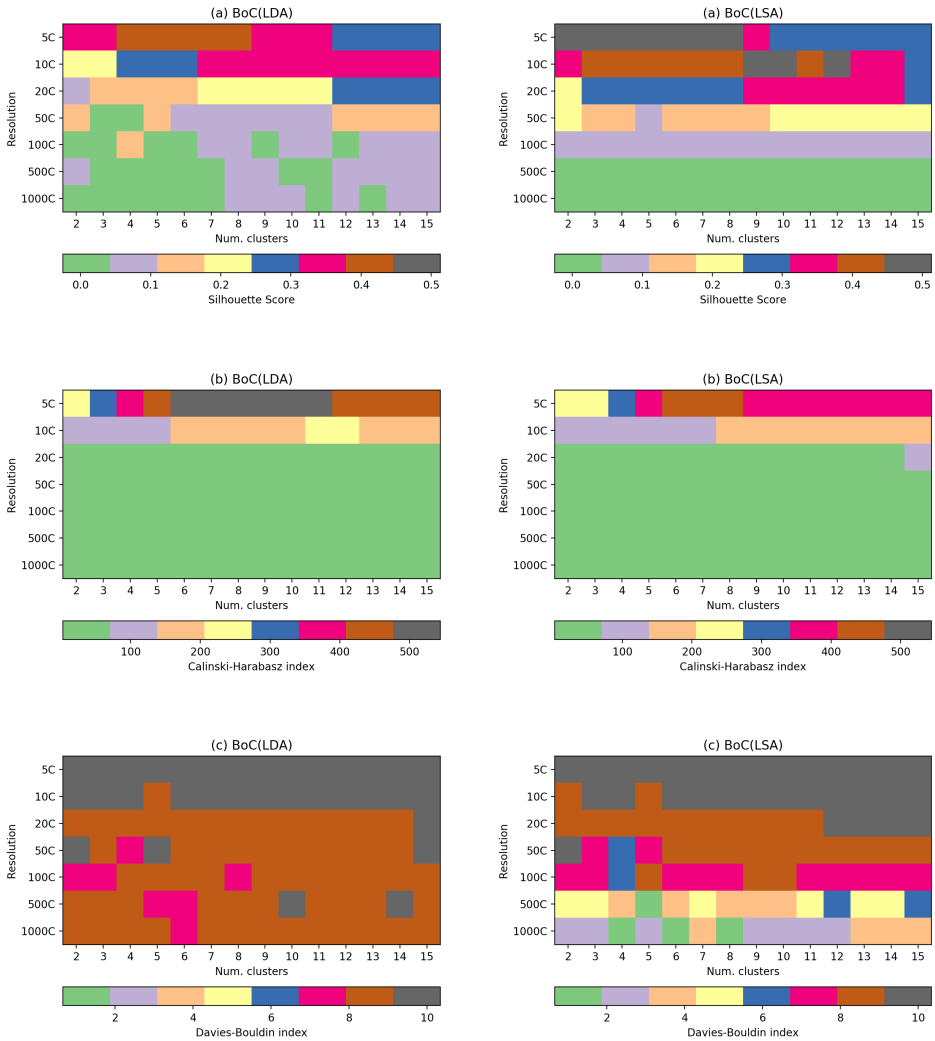 (a) BoC(LDA)
Resolution
5C
10C
20C
50C
100C
500C
1000C
2 3 4 5 6 7 8 9 10 11 12 13 14 15
Num. clusters
0.0 0.1 0.2 0.3 0.4 0.5
Silhouette Score
(a) BoC(LSA)
Resolution
5C
10C
20C
50C
100C
500C
1000C
2 3 4 5 6 7 8 9 10 11 12 13 14 15
Num. clusters
0.0 0.1 0.2 0.3 0.4 0.5
Silhouette Score
(b) BoC(LDA)
Resolution
5C
10C
20C
50C
100C
500C
1000C
2 3 4 5 6 7 8 9 10 11 12 13 14 15
Num. clusters
100 200 300 400 500
Calinski-Harabasz index
(b) BoC(LSA)
Resolution
5C
10C
20C
50C
100C
500C
1000C
2 3 4 5 6 7 8 9 10 11 12 13 14 15
Num. clusters
100 200 300 400 500
Calinski-Harabasz index
(c) BoC(LDA)
Resolution
5C
10C
20C
50C
100C
500C
1000C
2 3 4 5 6 7 8 9 10 11 12 13 14 15
Num. clusters
2 4 6 8 10
Davies-Bouldin index
(c) BoC(LSA)
Resolution
5C
10C
20C
50C
100C
500C
1000C
2 3 4 5 6 7 8 9 10 11 12 13 14 15
Num. clusters
2 4 6 8 10
Davies-Bouldin index